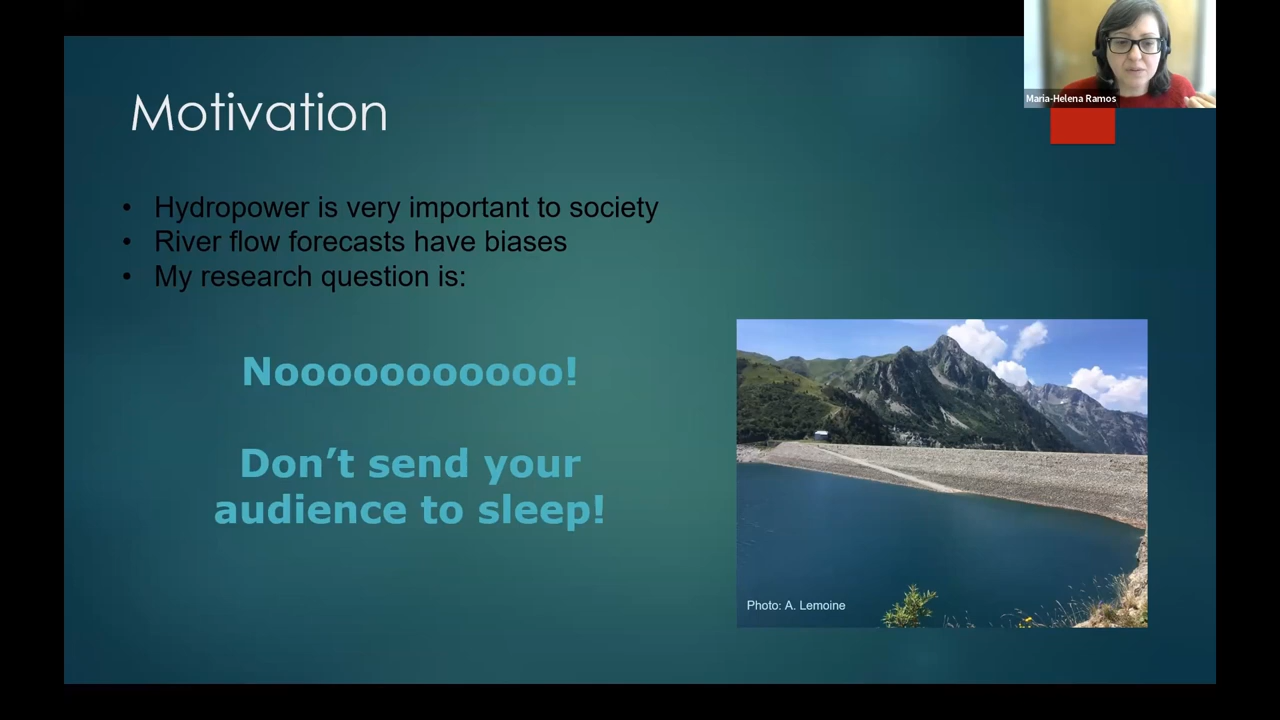 Maria-Helena Ramos
Motivation
• Hydropower is very important to society
• River flow forecasts have biases
• My research question is:
Nooooooooooo!
Don’t send your
audience to sleep!
Photo: A. Lemoine